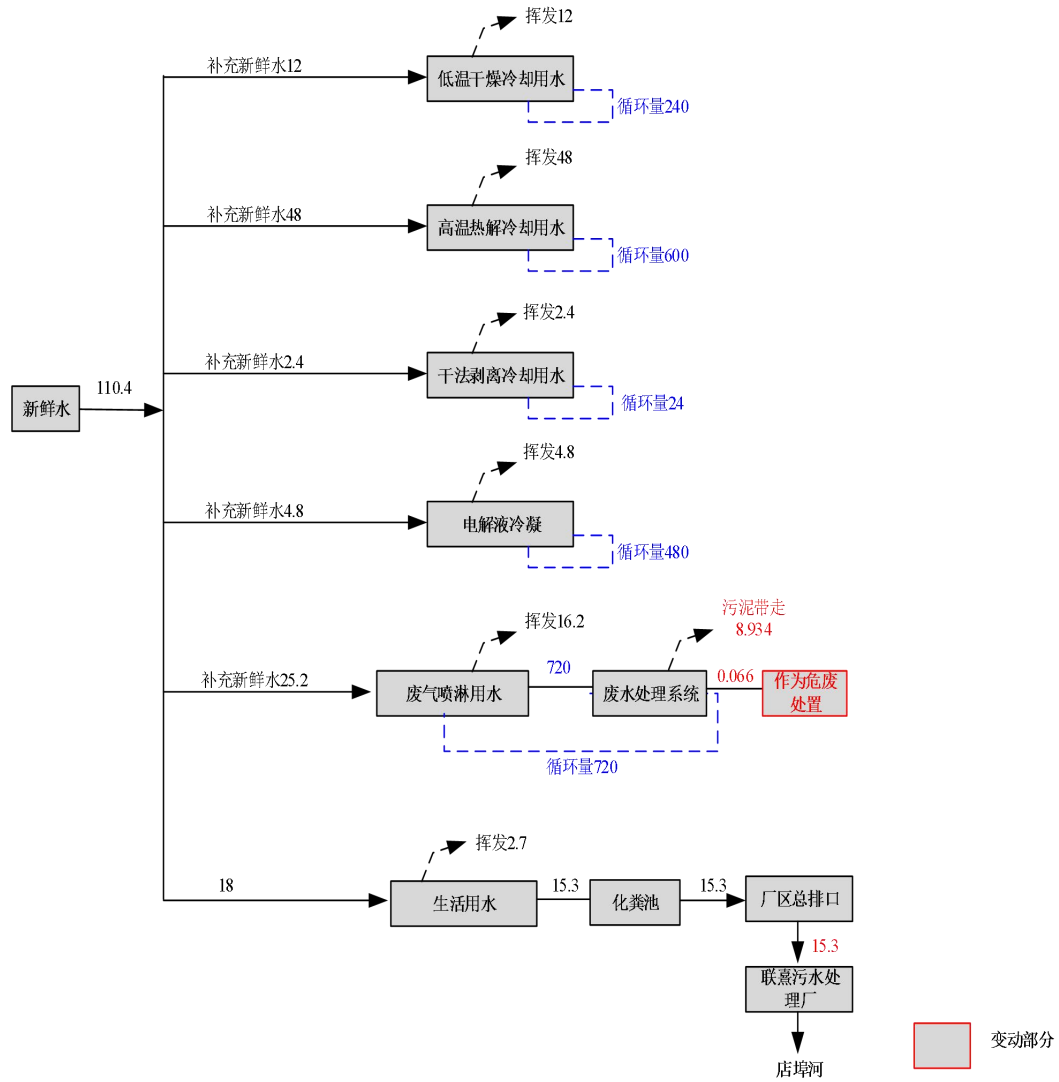 挥发12
补充新鲜水12
低温干燥冷却用水
循环量240
挥发48
补充新鲜水48
高温热解冷却用水
循环量600
挥发2.4
补充新鲜水2.4
干法剥离冷却用水
循环量24
新鲜水
110.4
挥发4.8
补充新鲜水4.8
电解液冷凝
循环量480
挥发16.2
污泥带走
8.934
补充新鲜水25.2
废气喷淋用水
720
废水处理系统
0.066
作为危废
处置
循环量720
挥发2.7
18
生活用水
15.3
化粪池
15.3
厂区总排口
15.3
联熹污水处
理厂
店埠河
变动部分